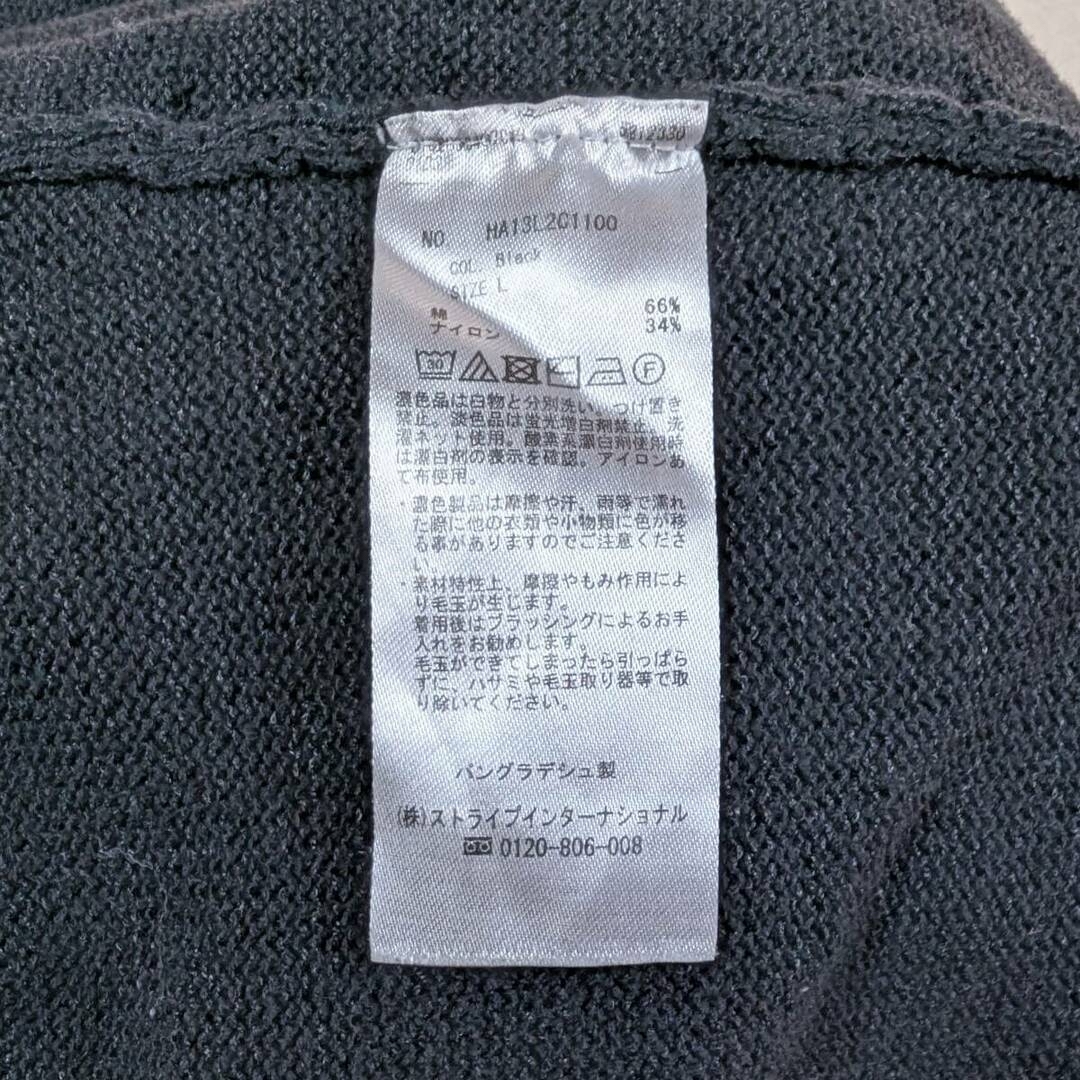 NO HA13L2C1100
COL. Black
SIZE L
綿 66%
ナイロン 34%
30 F
濃色品は白物と分別洗い。つけ置き
禁止。淡色品は蛍光増白剤禁止。洗
濯ネット使用。酸素系漂白剤使用時
は漂白剤の表示を確認。アイロンあ
て布使用。
・濃色製品は摩擦や汗、雨等で濡れ
た際に他の衣類や小物類に色が移
る事がありますのでご注意くださ
い。
・素材特性上、摩擦やもみ作用によ
り毛玉が生じます。
着用後はブラッシングによるお手
入れをお勧めします。
毛玉ができてしまったら引っぱら
ずに、ハサミや毛玉取り器等で取
り除いてください。
バングラデシュ製
(株)ストライプインターナショナル
0120-806-008